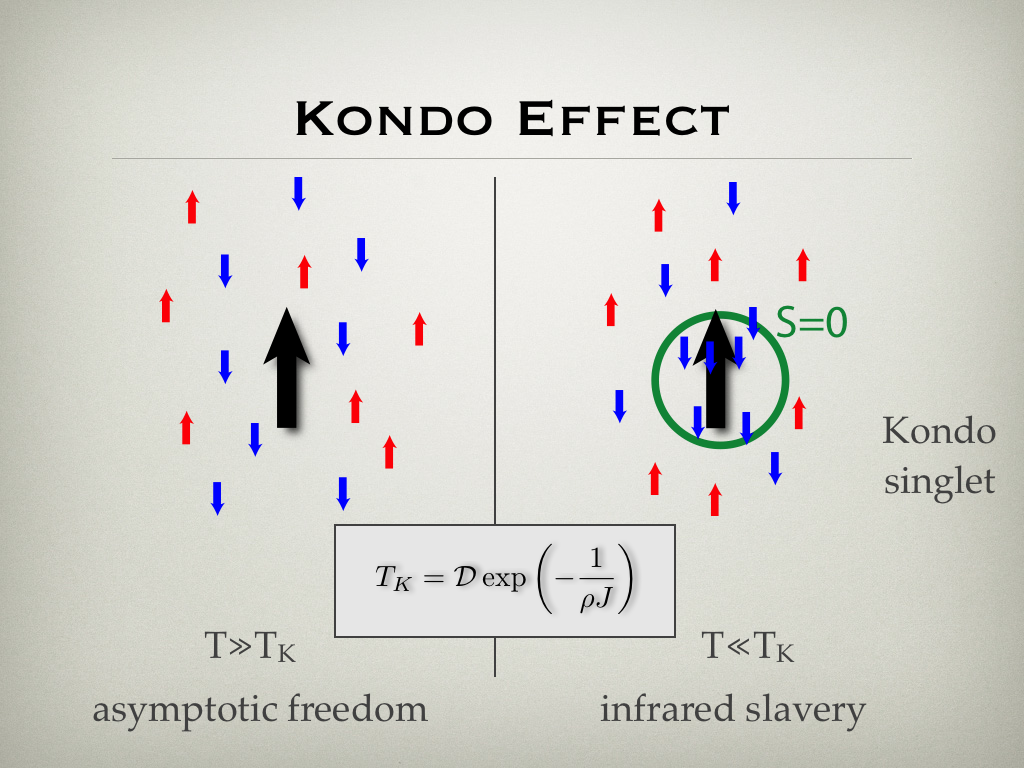 KONDO EFFECT
S=0
Kondo
singlet
T_K = 𝒟 exp (−1/ρJ)
T≫T_K
T≪T_K
asymptotic freedom
infrared slavery